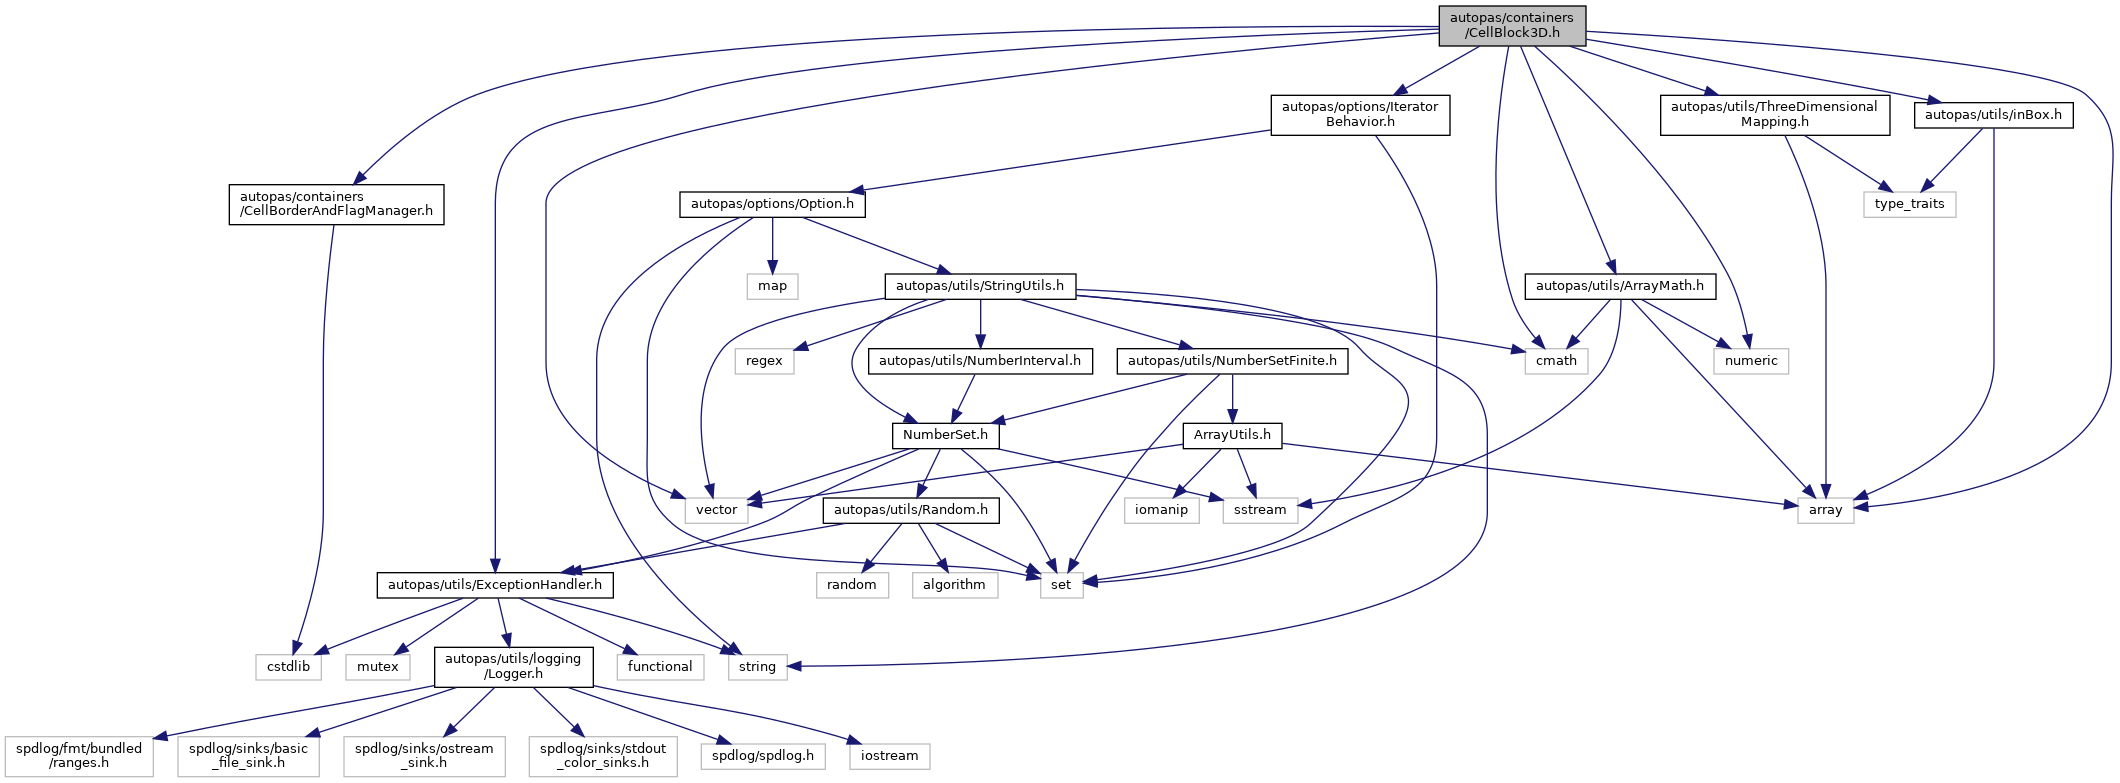 autopas/containers
/CellBlock3D.h
autopas/options/Iterator
Behavior.h
autopas/utils/ThreeDimensional
Mapping.h
autopas/utils/inBox.h
autopas/containers
/CellBorderAndFlagManager.h
autopas/options/Option.h
type_traits
map
autopas/utils/StringUtils.h
autopas/utils/ArrayMath.h
regex
autopas/utils/NumberInterval.h
autopas/utils/NumberSetFinite.h
cmath
numeric
NumberSet.h
ArrayUtils.h
vector
autopas/utils/Random.h
iomanip
sstream
array
autopas/utils/ExceptionHandler.h
random
algorithm
set
cstdlib
mutex
autopas/utils/logging
/Logger.h
functional
string
spdlog/fmt/bundled
/ranges.h
spdlog/sinks/basic
_file_sink.h
spdlog/sinks/ostream
_sink.h
spdlog/sinks/stdout
_color_sinks.h
spdlog/spdlog.h
iostream